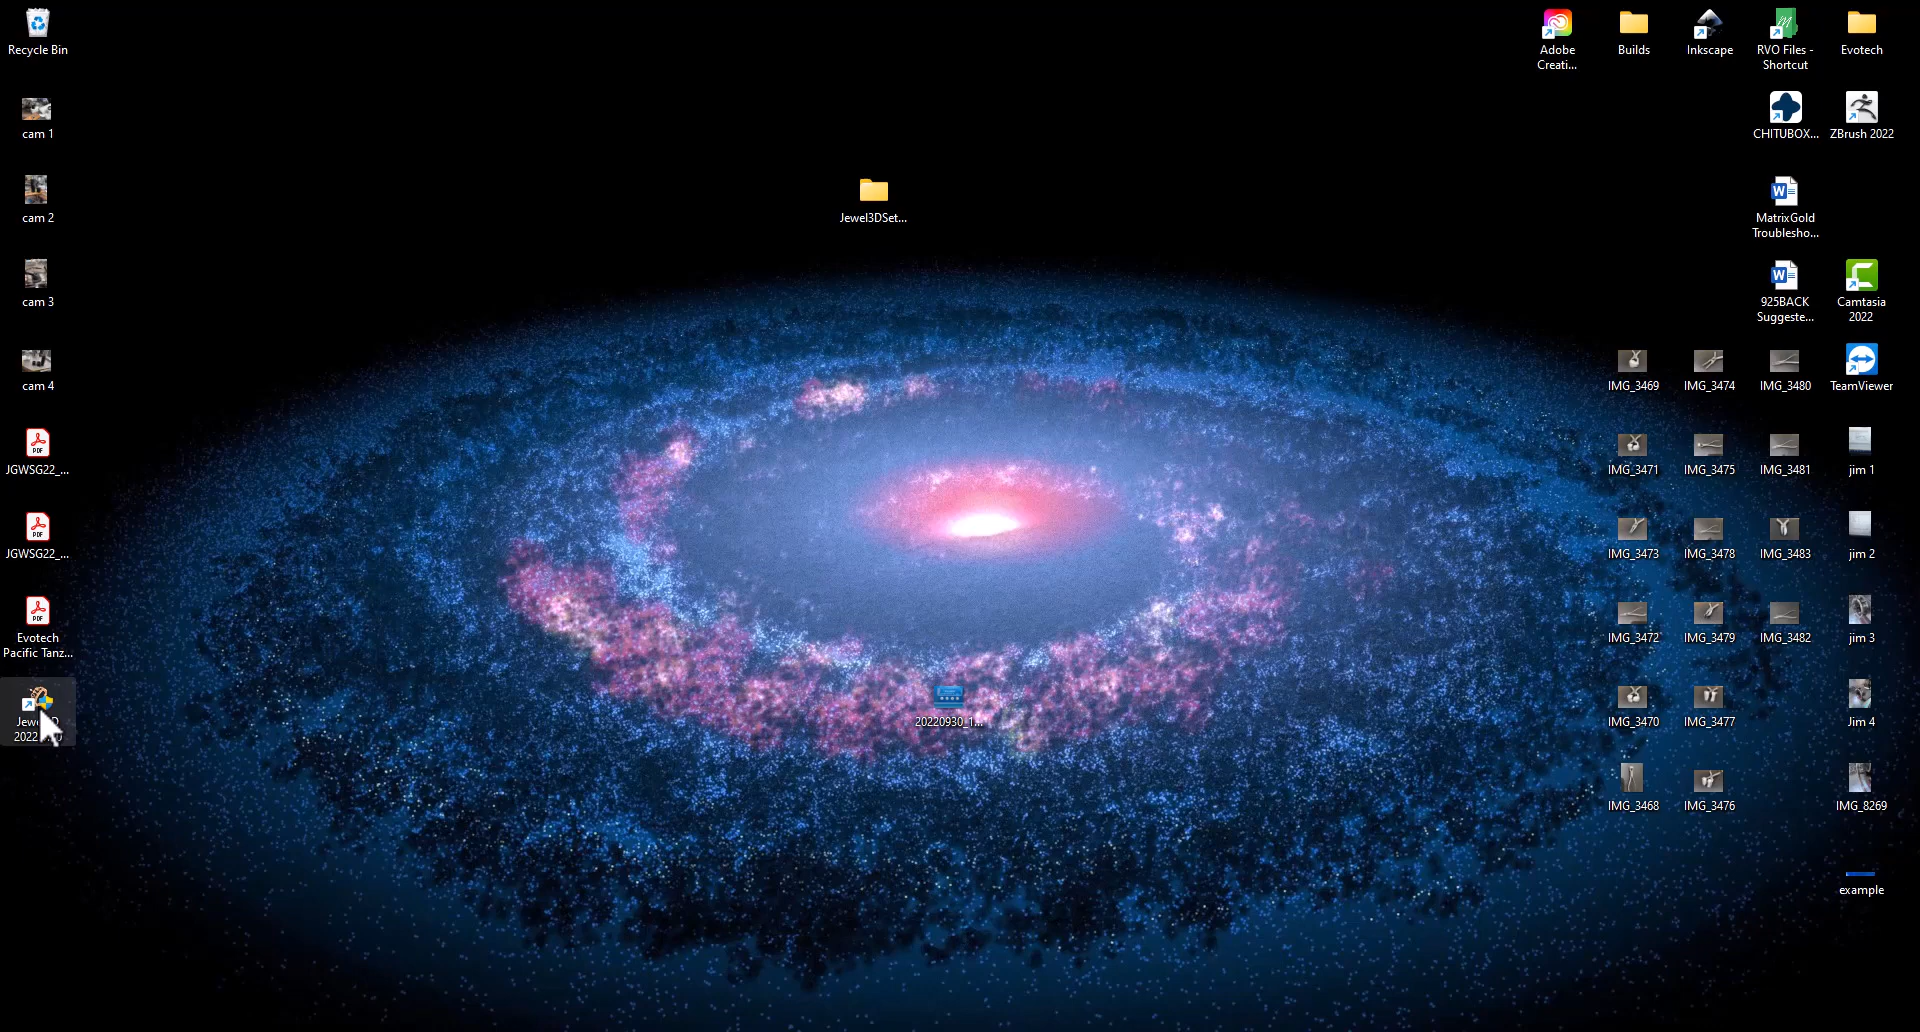 Recycle Bin
cam 1
cam 2
cam 3
cam 4
JGWSG22_...
JGWSG22_...
Evotech
Pacific Tanz...
2022
Jewel3DSet...
20220930_1...
Adobe
Creati...
Builds
Inkscape
RVO Files -
Shortcut
Evotech
CHITUBOX...
ZBrush 2022
MatrixGold
Troublesho...
925BACK
Suggeste...
Camtasia
2022
IMG_3469
IMG_3474
IMG_3480
TeamViewer
IMG_3471
IMG_3475
IMG_3481
jim 1
IMG_3473
IMG_3478
IMG_3483
jim 2
IMG_3472
IMG_3479
IMG_3482
jim 3
IMG_3470
IMG_3477
Jim 4
IMG_3468
IMG_3476
IMG_8269
example